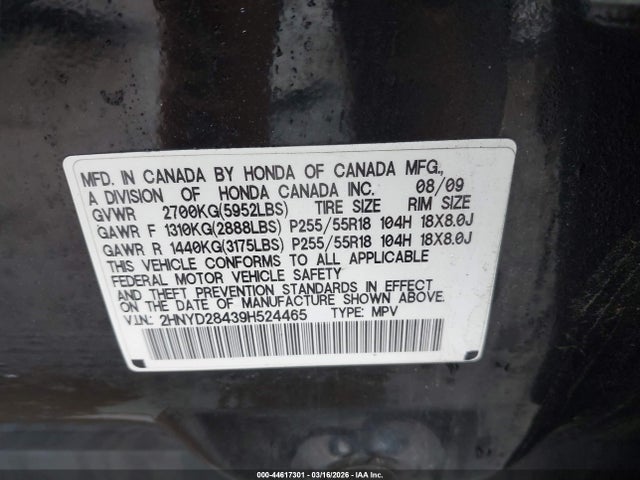 MFD. IN CANADA BY HONDA OF CANADA MFG.,
A DIVISION OF HONDA CANADA INC. 08/09
GVWR 2700KG(5952LBS) TIRE SIZE RIM SIZE
GAWR F 1310KG(2888LBS) P255/55R18 104H 18X8.0J
GAWR R 1440KG(3175LBS) P255/55R18 104H 18X8.0J
THIS VEHICLE CONFORMS TO ALL APPLICABLE
FEDERAL MOTOR VEHICLE SAFETY
AND THEFT PREVENTION STANDARDS IN EFFECT
ON THE DATE OF MANUFACTURE SHOWN ABOVE.
V.I.N.: 2HNYD28439H524465 TYPE: MPV
000-44617301 - 03/16/2026 - IAA Inc.